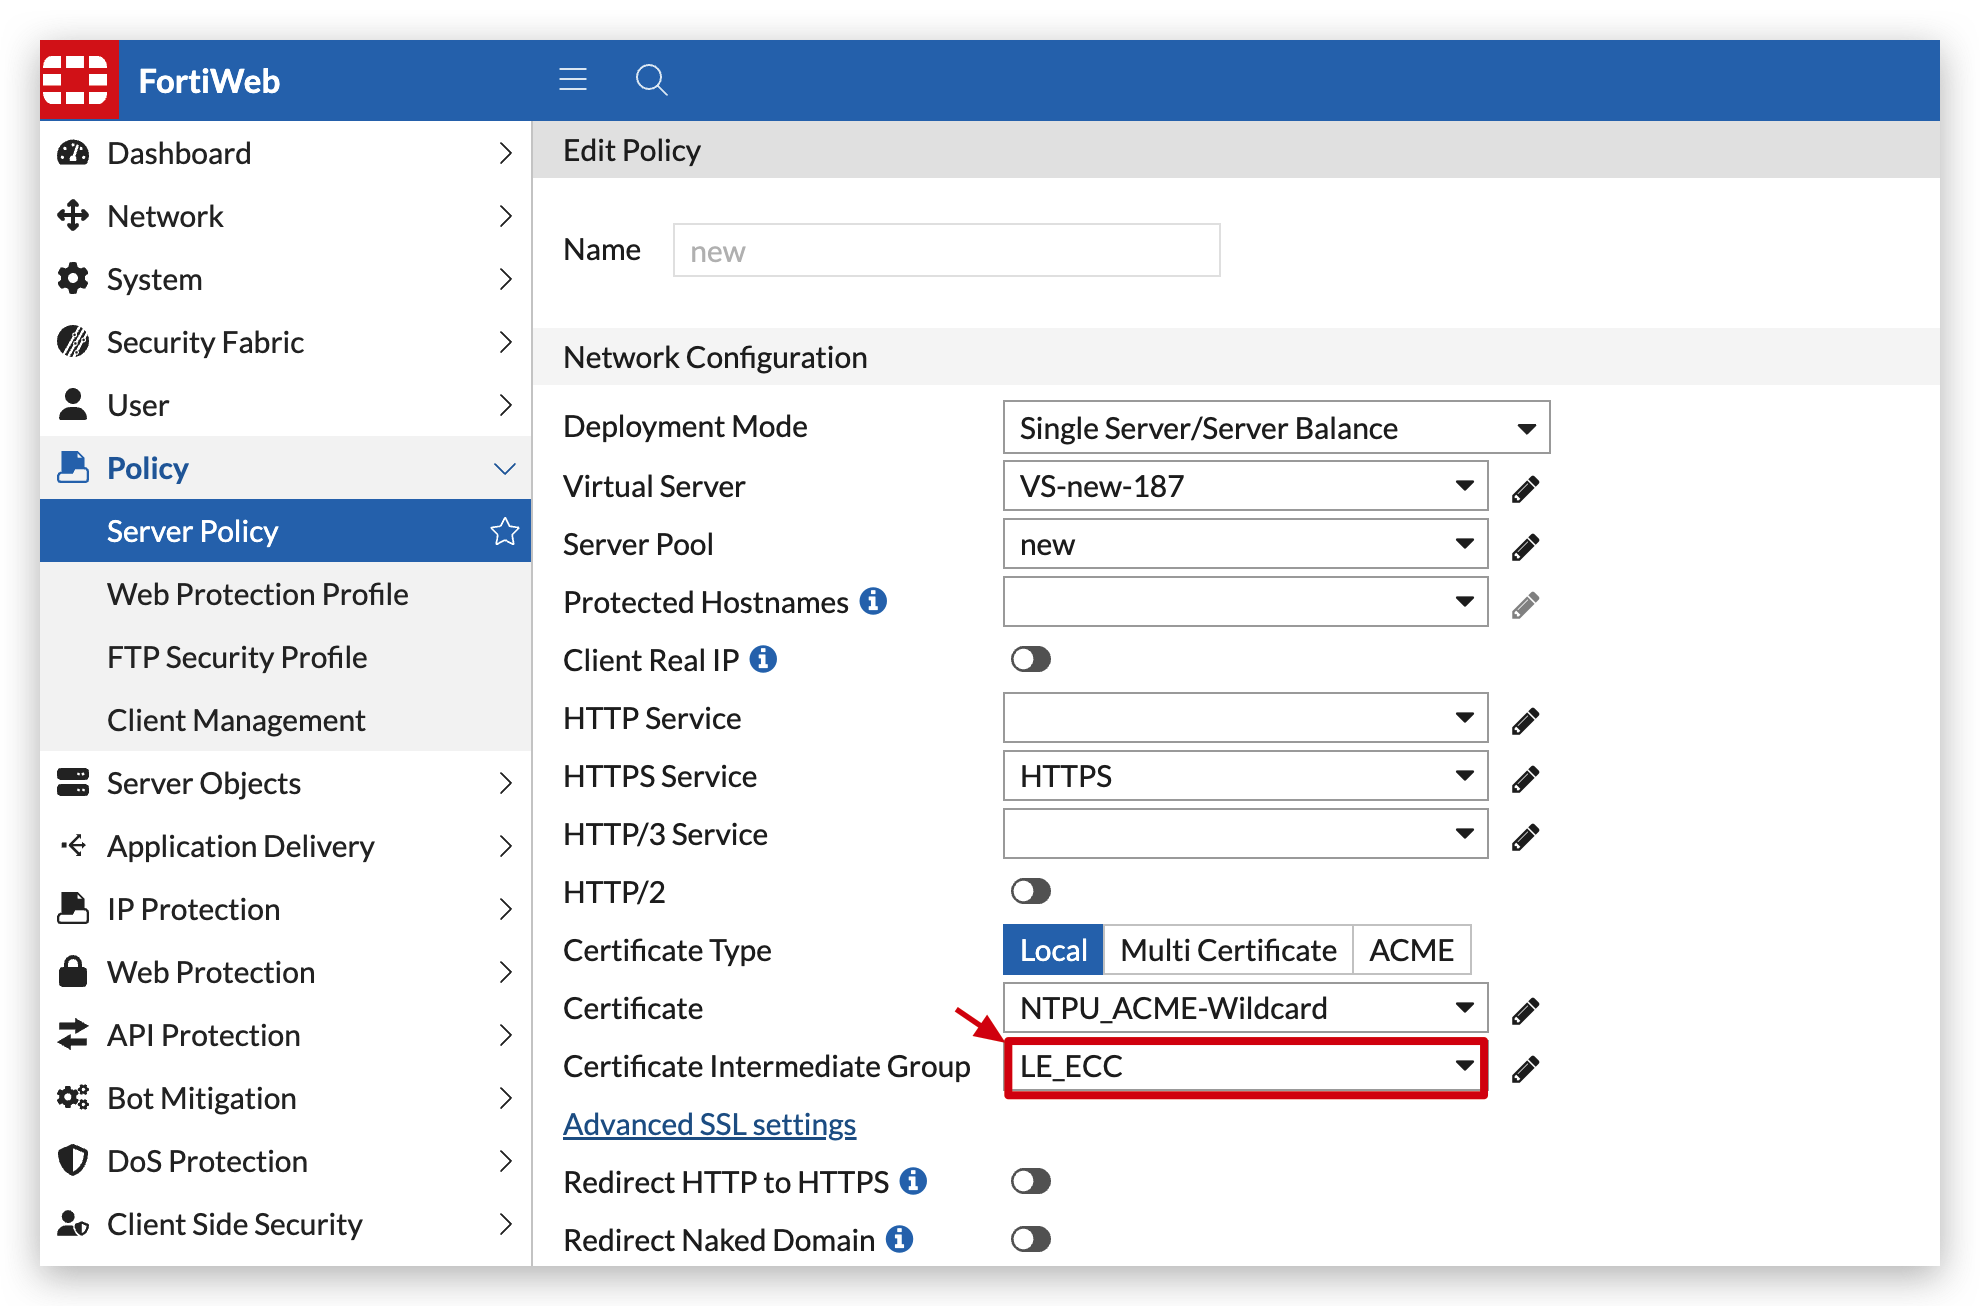 FortiWeb
Dashboard
Network
System
Security Fabric
User
Policy
Server Policy
Web Protection Profile
FTP Security Profile
Client Management
Server Objects
Application Delivery
IP Protection
Web Protection
API Protection
Bot Mitigation
DoS Protection
Client Side Security
Edit Policy
Name new
Network Configuration
Deployment Mode Single Server/Server Balance
Virtual Server VS-new-187
Server Pool new
Protected Hostnames
Client Real IP
HTTP Service
HTTPS Service HTTPS
HTTP/3 Service
HTTP/2
Certificate Type Local Multi Certificate ACME
Certificate NTPU_ACME-Wildcard
Certificate Intermediate Group LE_ECC
Advanced SSL settings
Redirect HTTP to HTTPS
Redirect Naked Domain